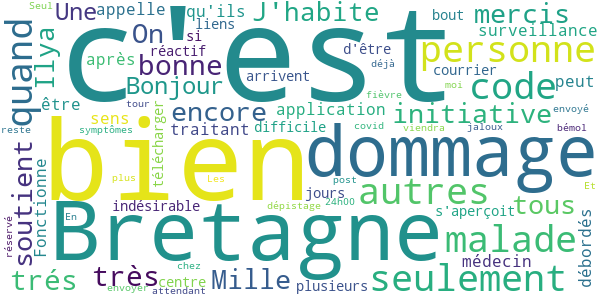 Une appelle qu'ils J'habite bout mercis
Seul
On liens surveillance
quand Ilya c'est si personne
après réactif d'être courrier déjà
bonne arrivent peut
Bonjour fièvre moi code envoyé
être encore application initiative
sens traitant difficile covid viendra jaloux bémol
tour
reste symptômes télécharger
bien dommage
soutient Fonctionne plus Les autres Et
réservé indésirable jours post 24h00 tous
En dépistage s'aperçoit débordés
Bretagne malade
chez médecin
trés très Mille centre plusieurs seulement
envoyer attendant